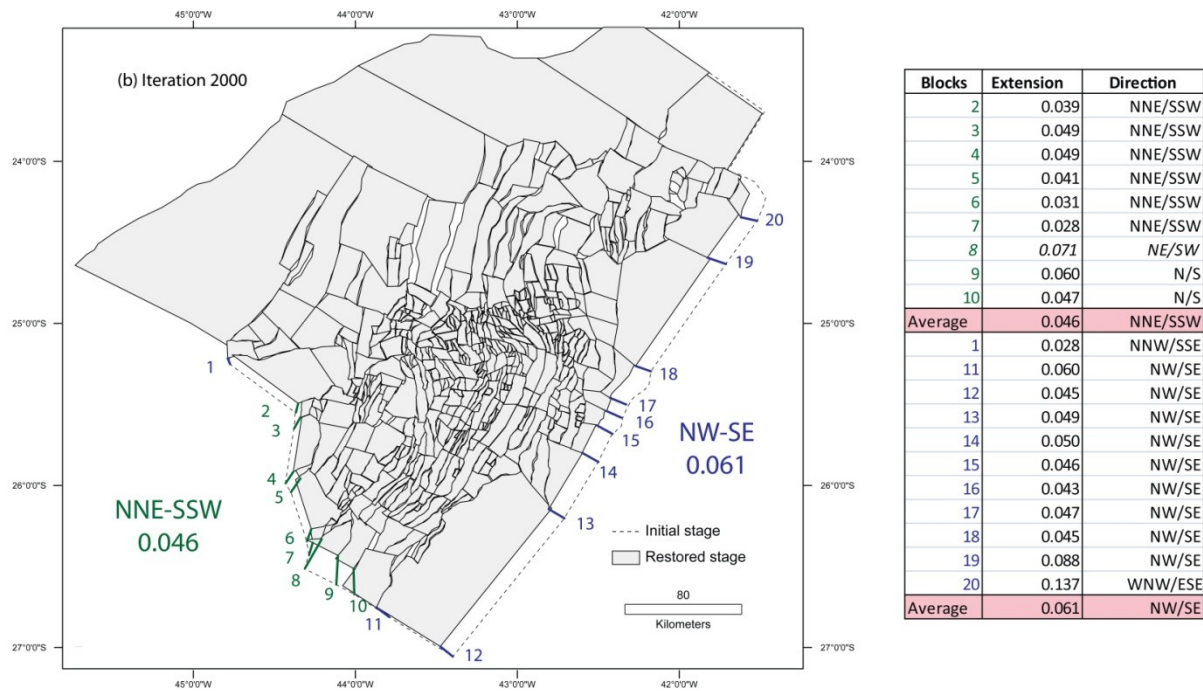 45°0'0"W 44°0'0"W 43°0'0"W 42°0'0"W
(b) Iteration 2000
24°0'0"S 24°0'0"S
25°0'0"S 25°0'0"S
26°0'0"S 26°0'0"S
27°0'0"S 27°0'0"S
20
19
18
17
16
15
14
13
12
11
10
9
8
7
6
5
4
3
2
1
NW-SE
0.061
NNE-SSW
0.046
Initial stage
Restored stage
80
Kilometers
45°0'0"W 44°0'0"W 43°0'0"W 42°0'0"W
Blocks Extension Direction
2 0.039 NNE/SSW
3 0.049 NNE/SSW
4 0.049 NNE/SSW
5 0.041 NNE/SSW
6 0.031 NNE/SSW
7 0.028 NNE/SSW
8 0.071 NE/SW
9 0.060 N/S
10 0.047 N/S
Average 0.046 NNE/SSW
1 0.028 NNW/SSE
11 0.060 NW/SE
12 0.045 NW/SE
13 0.049 NW/SE
14 0.050 NW/SE
15 0.046 NW/SE
16 0.043 NW/SE
17 0.047 NW/SE
18 0.045 NW/SE
19 0.088 NW/SE
20 0.137 WNW/ESE
Average 0.061 NW/SE